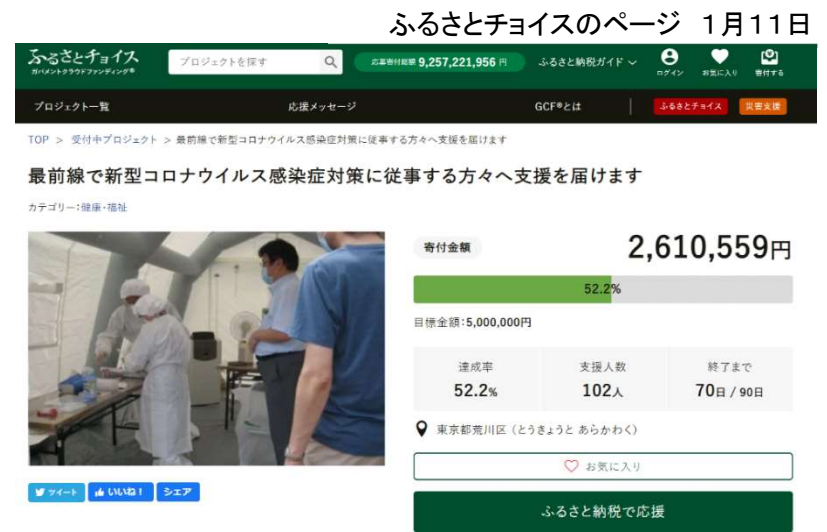 ふるさとチョイスのページ 1月11日
ふるさとチョイス
ガバメントクラウドファンディング®
プロジェクトを探す
応募寄付総額 9,257,221,956 円
ふるさと納税ガイド
ログイン
お気に入り
寄付する
プロジェクト一覧
応援メッセージ
GCF®とは
ふるさとチョイス
災害支援
TOP > 受付中プロジェクト > 最前線で新型コロナウイルス感染症対策に従事する方々へ支援を届けます
最前線で新型コロナウイルス感染症対策に従事する方々へ支援を届けます
カテゴリー:健康・福祉
寄付金額
2,610,559円
52.2%
目標金額:5,000,000円
達成率
52.2%
支援人数
102人
終了まで
70日 / 90日
東京都荒川区 (とうきょうと あらかわく)
お気に入り
ふるさと納税で応援
ツイート
いいね!
シェア